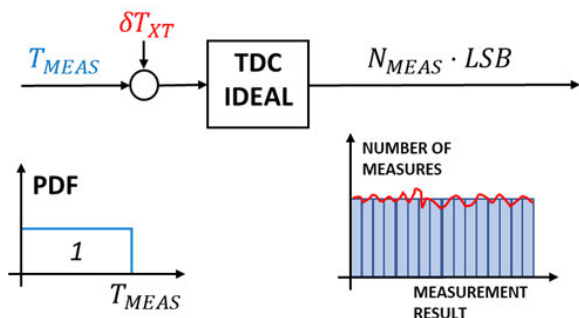 δT_XT
T_MEAS
TDC
IDEAL
N_MEAS · LSB
PDF
1
T_MEAS
NUMBER OF
MEASURES
MEASUREMENT
RESULT